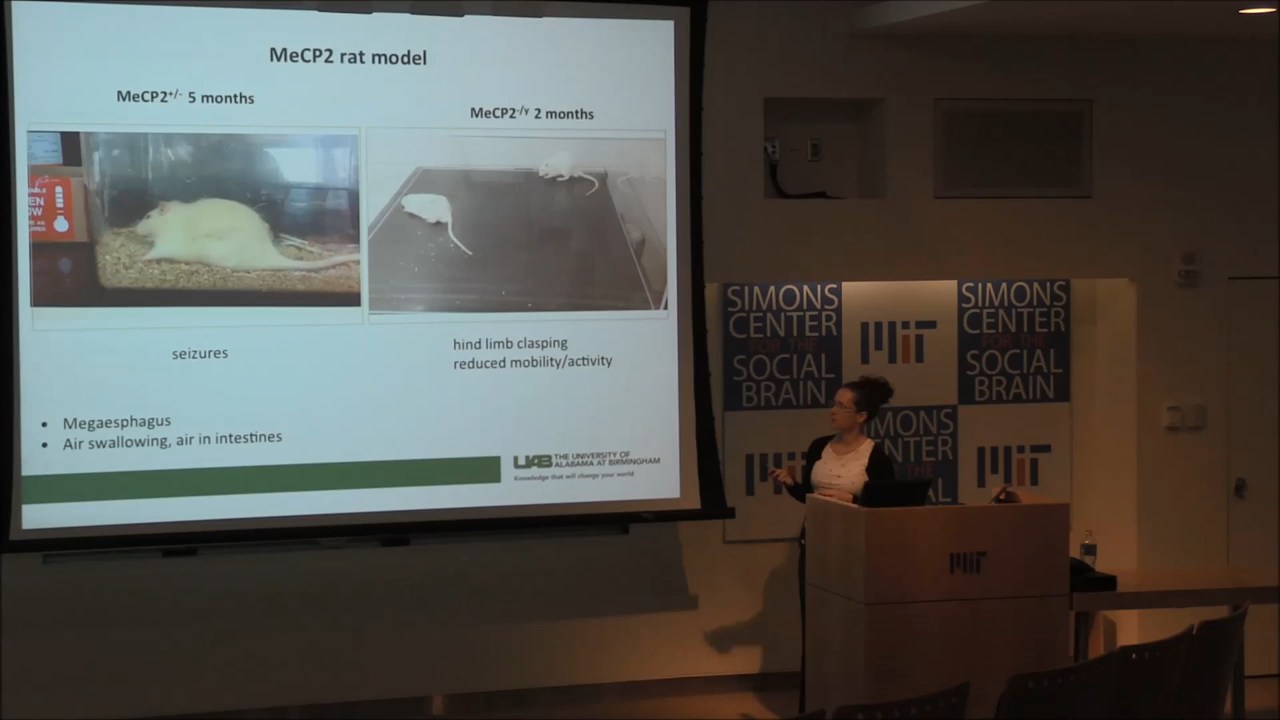 MeCP2 rat model
MeCP2+/- 5 months
MeCP2-/Y 2 months
seizures
hind limb clasping
reduced mobility/activity
• Megaesphagus
• Air swallowing, air in intestines
UAB THE UNIVERSITY OF
ALABAMA AT BIRMINGHAM
Knowledge that will change your world
SIMONS
CENTER
FOR THE
SOCIAL
BRAIN
MIT
SIMONS
CENTER
FOR THE
SOCIAL
BRAIN
MIT
MIT
MIT